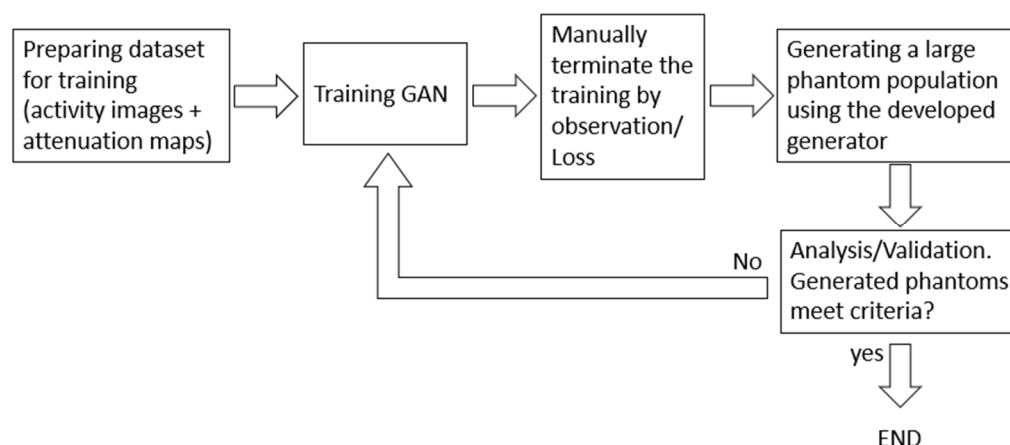 Preparing dataset
for training
(activity images +
attenuation maps)
Training GAN
Manually
terminate the
training by
observation/
Loss
Generating a large
phantom population
using the developed
generator
Analysis/Validation.
Generated phantoms
meet criteria?
No
yes
END